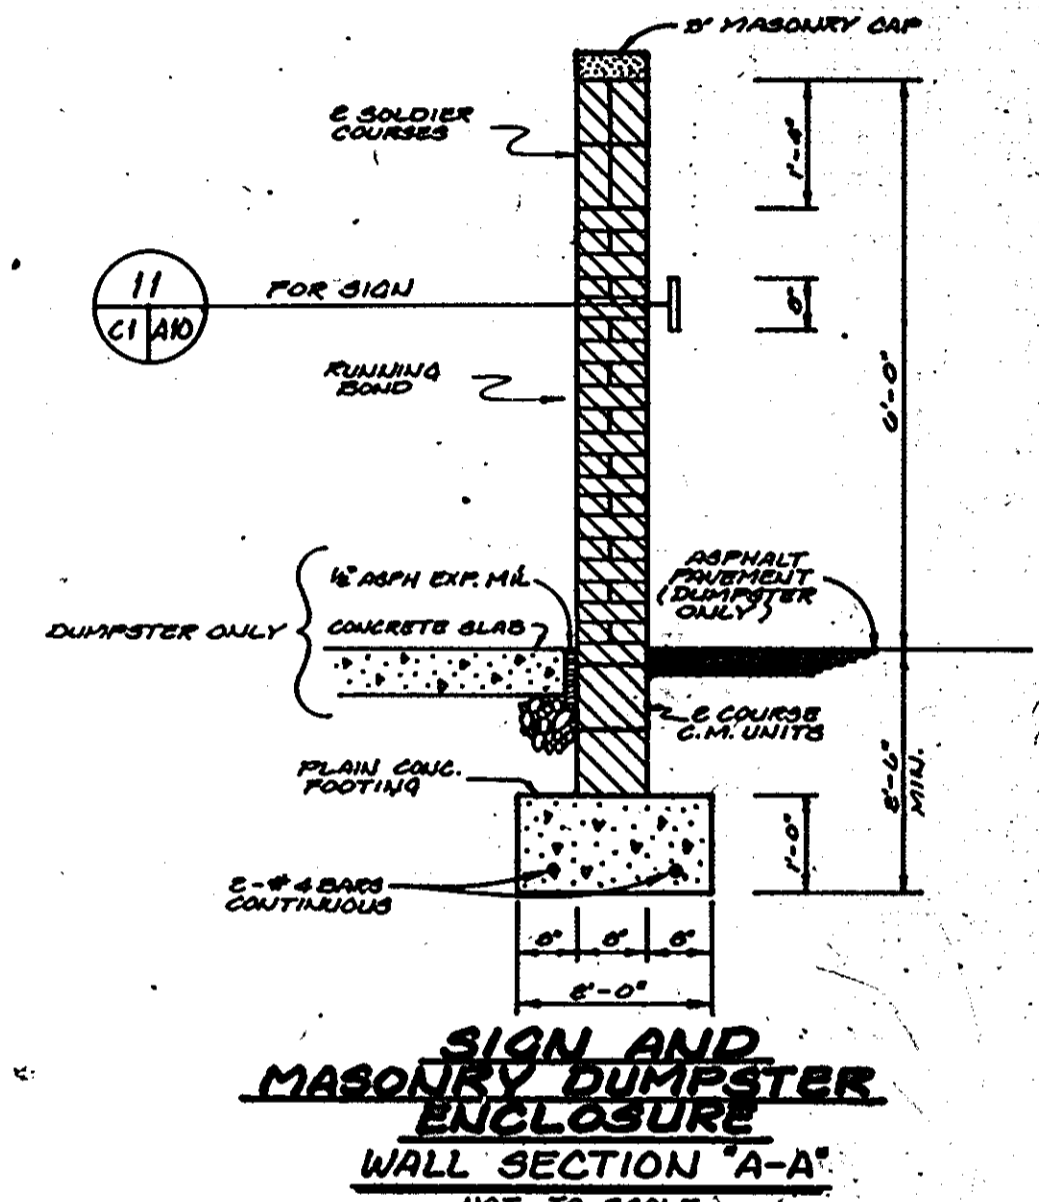 8" MASONRY CAP
2 SOLDIER
COURSES
1'-4"
11
C1 A10
FOR SIGN
8"
RUNNING
BOND
6'-0"
½" ASPH EXP. M'L
ASPHALT
PAVEMENT
(DUMPSTER
ONLY)
DUMPSTER ONLY
CONCRETE SLAB
2 COURSE
C.M. UNITS
2'-6"
MIN.
PLAIN CONC.
FOOTING
1'-0"
2-#4 BARS
CONTINUOUS
8" 8" 8"
2'-0"
SIGN AND
MASONRY DUMPSTER
ENCLOSURE
WALL SECTION "A-A"
NOT TO SCALE